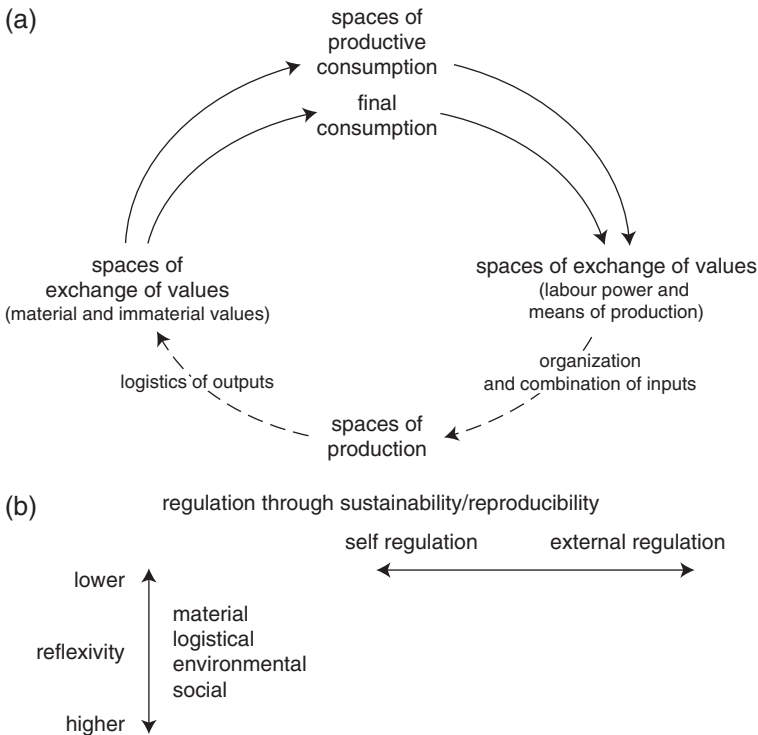 (a)
spaces of
productive
consumption
final
consumption
spaces of
exchange of values
(material and immaterial values)
spaces of exchange of values
(labour power and
means of production)
logistics of outputs
organization
and combination of inputs
spaces of
production
(b)
regulation through sustainability/reproducibility
self regulation
external regulation
lower
reflexivity
higher
material
logistical
environmental
social